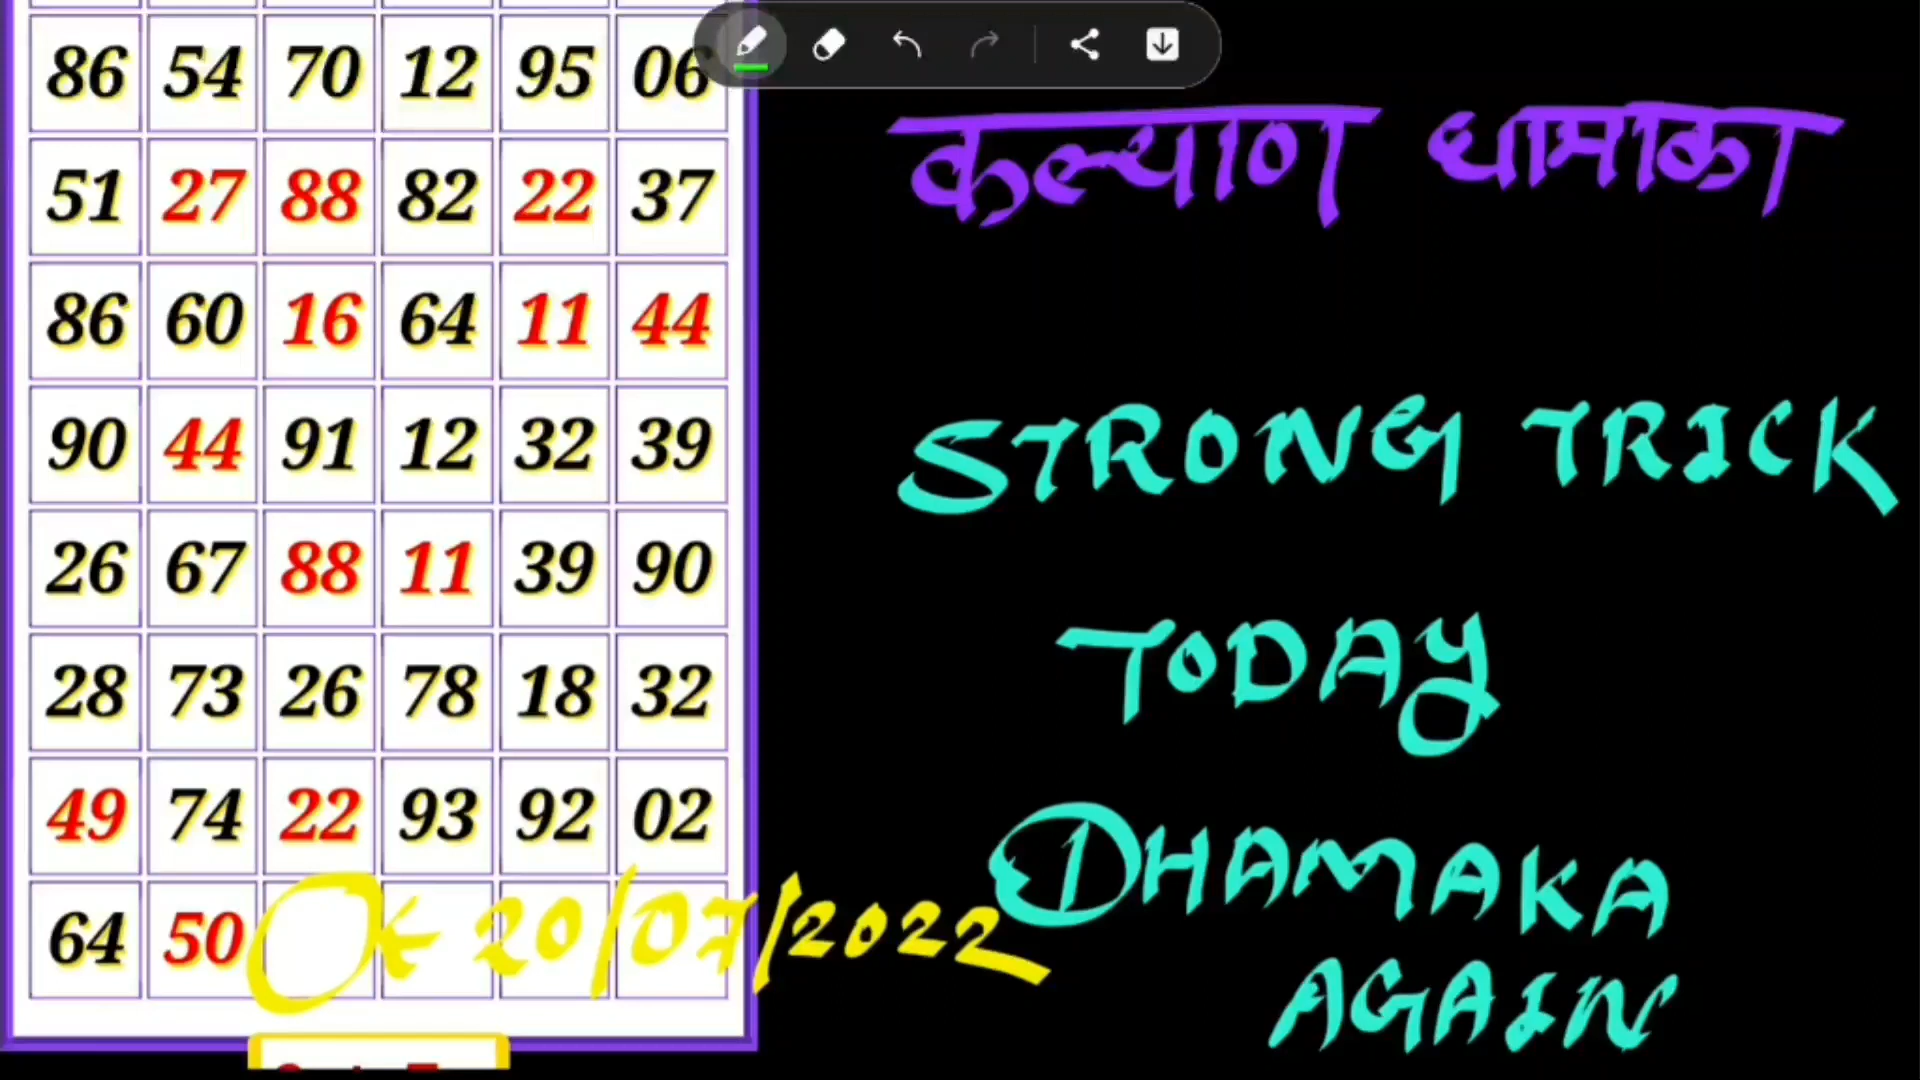 86 54 70 12 95 06
51 27 88 82 22 37
86 60 16 64 11 44
90 44 91 12 32 39
26 67 88 11 39 90
28 73 26 78 18 32
49 74 22 93 92 02
64 50
20/07/2022
कल्याण धामाका
STRONG TRICK
TODAY
DHAMAKA
AGAIN